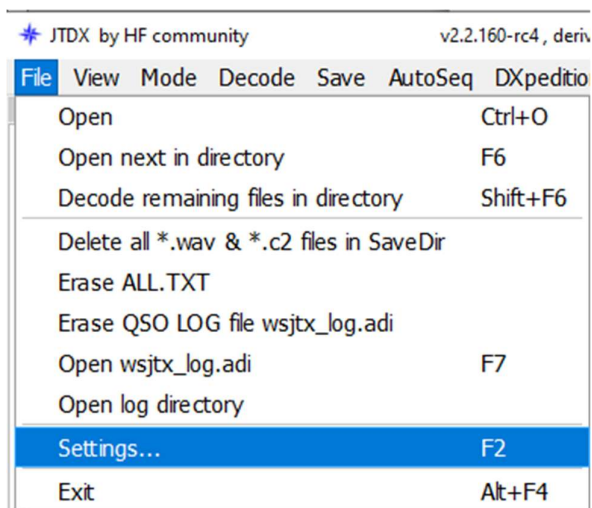 JTDX by HF community v2.2.160-rc4 , deriv
File View Mode Decode Save AutoSeq DXpeditio
Open Ctrl+O
Open next in directory F6
Decode remaining files in directory Shift+F6
Delete all *.wav & *.c2 files in SaveDir
Erase ALL.TXT
Erase QSO LOG file wsjtx_log.adi
Open wsjtx_log.adi F7
Open log directory
Settings... F2
Exit Alt+F4